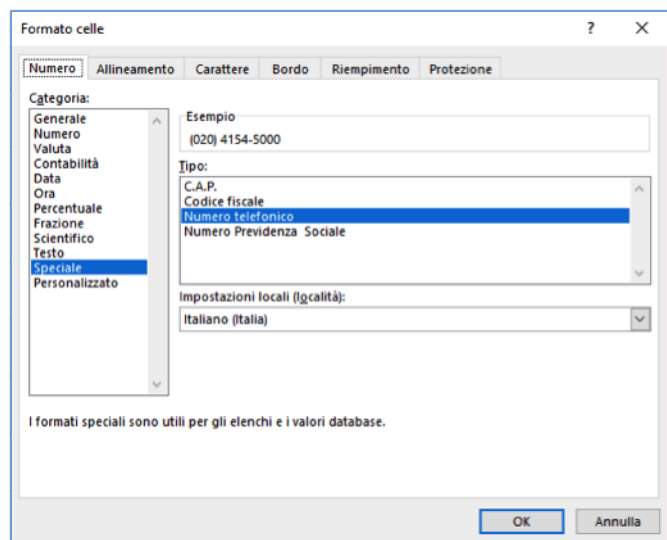 Formato celle ? X
Numero Allineamento Carattere Bordo Riempimento Protezione
Categoria:
Generale
Numero
Valuta
Contabilità
Data
Ora
Percentuale
Frazione
Scientifico
Testo
Speciale
Personalizzato
Esempio
(020) 4154-5000
Tipo:
C.A.P.
Codice fiscale
Numero telefonico
Numero Previdenza Sociale
Impostazioni locali (località):
Italiano (Italia)
I formati speciali sono utili per gli elenchi e i valori database.
OK Annulla